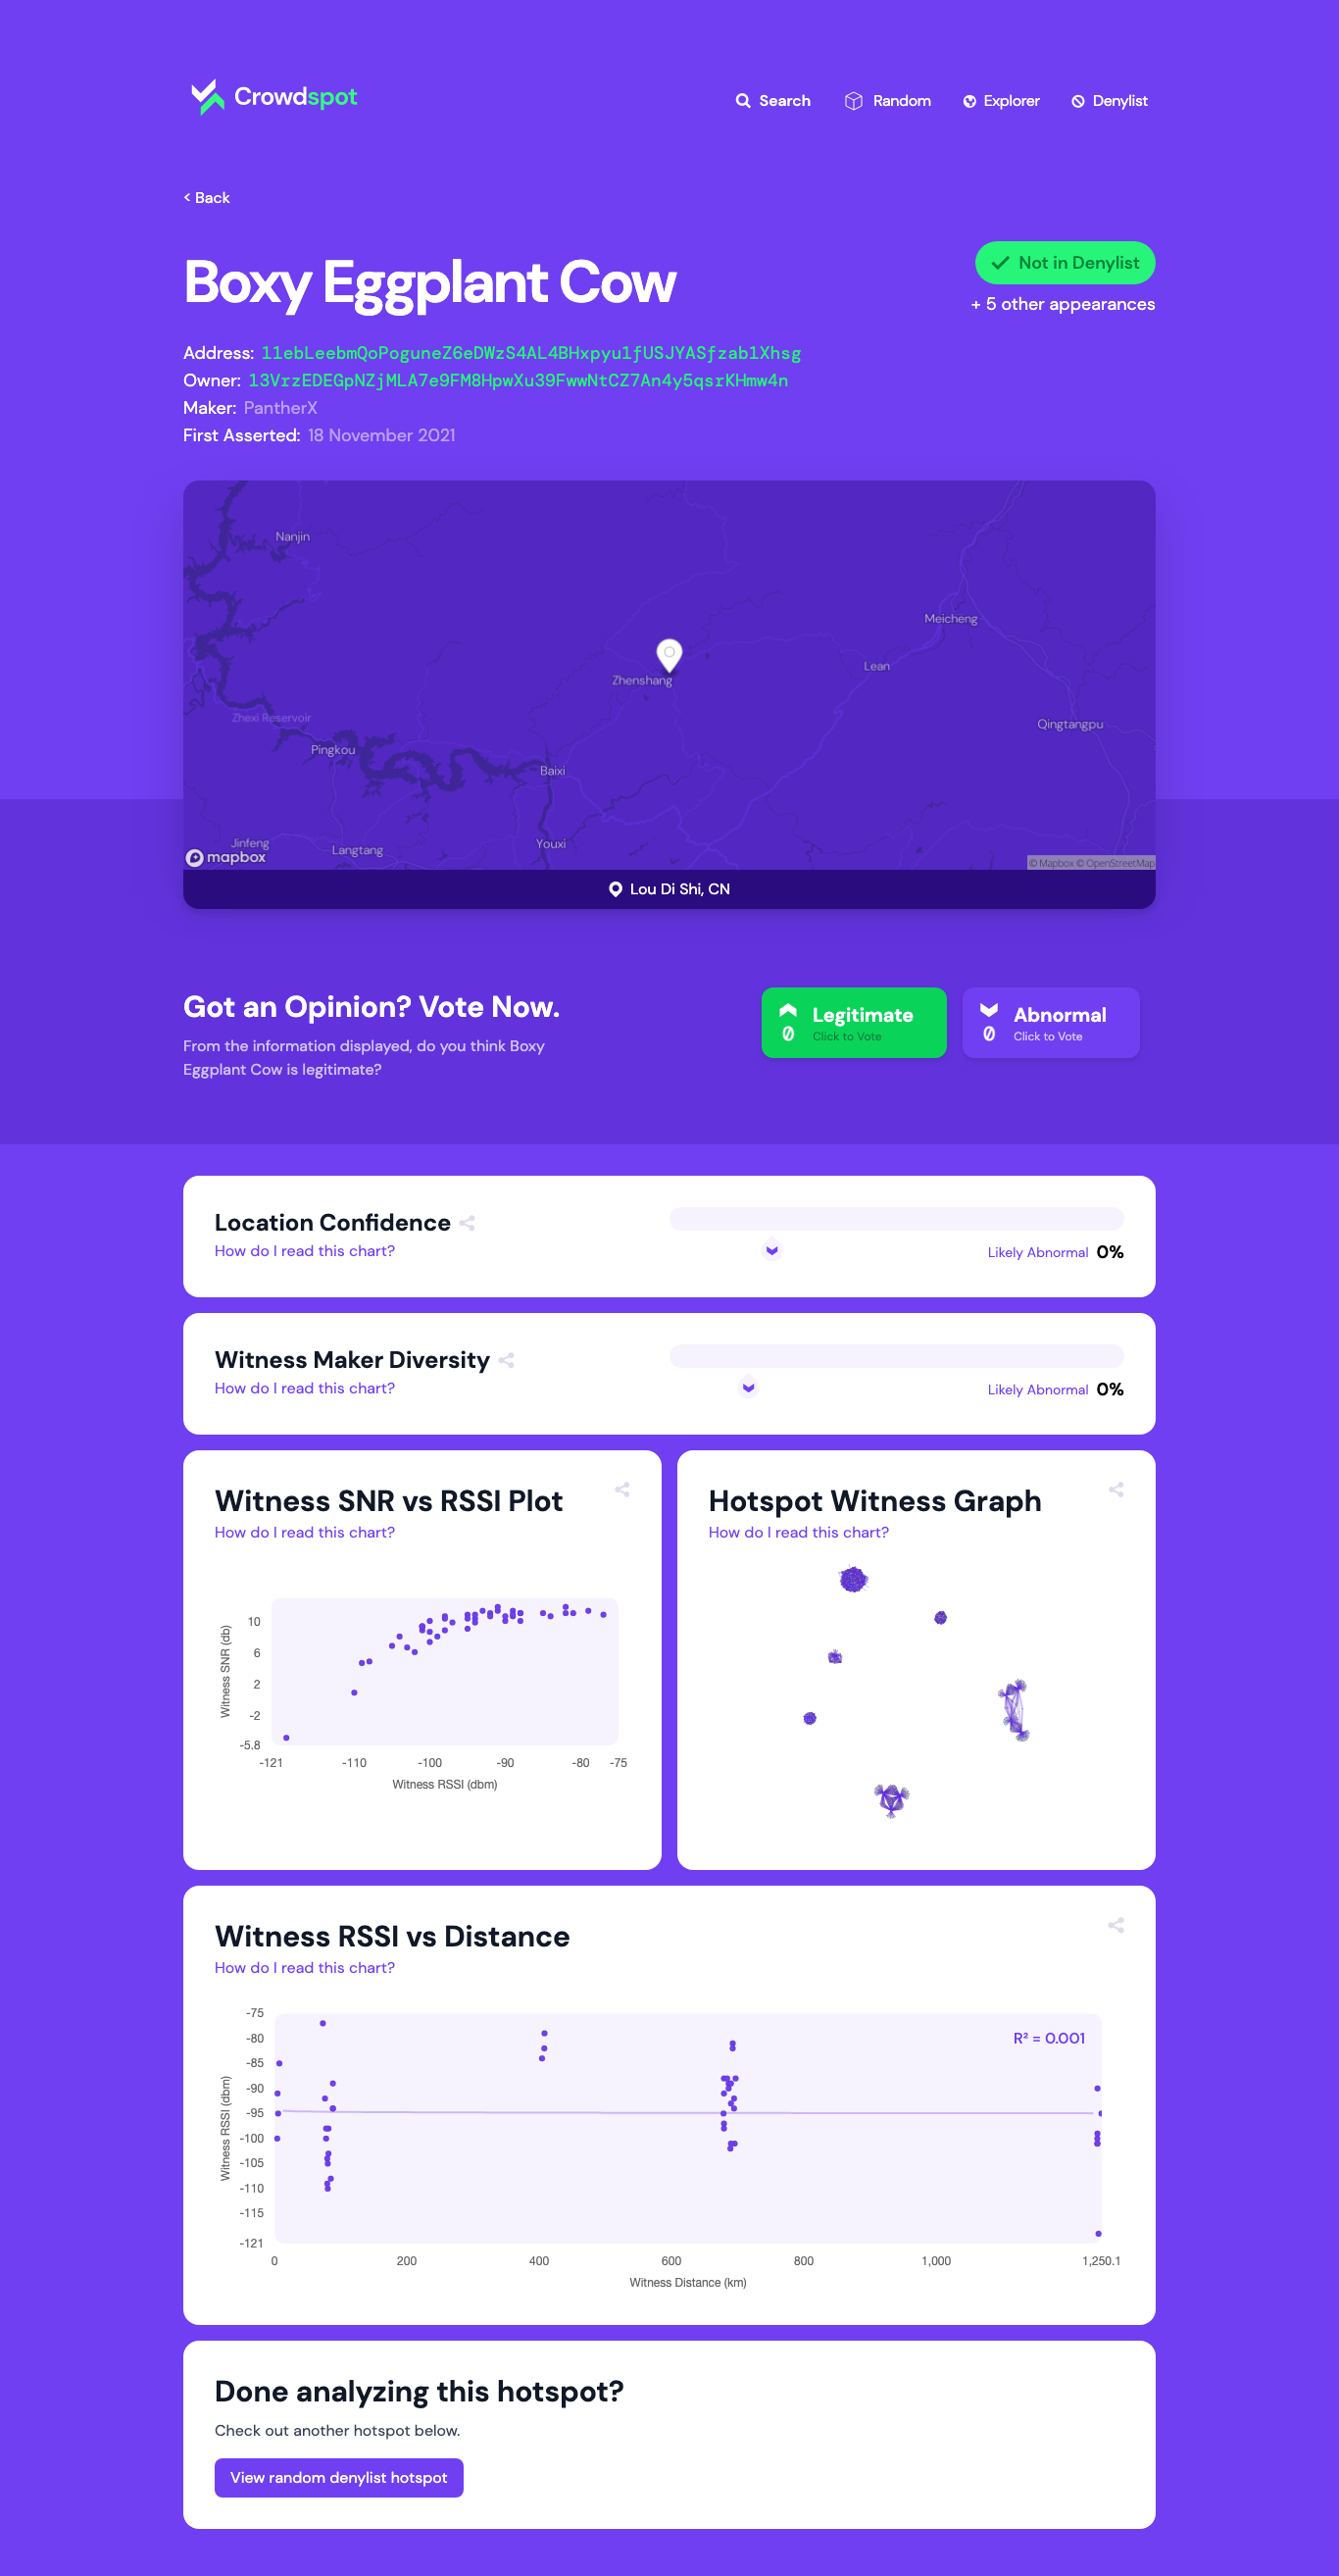 Crowdspot
Search Random Explorer Denylist
< Back
Boxy Eggplant Cow
Not in Denylist
+ 5 other appearances
Address: 11ebLeebmQoPoguneZ6eDWzS4AL4BHxpyu1fUSJYASfzab1Xhsg
Owner: 13VrzEDEGpNZjMLA7e9FM8HpwXu39FwwNtCZ7An4y5qsrKHmw4n
Maker: PantherX
First Asserted: 18 November 2021
Nanjin
Meicheng
Lean
Zhenshang
Zhexi Reservoir
Qingtangpu
Pingkou
Baixi
Jinfeng
Langtang
Youxi
mapbox
© Mapbox © OpenStreetMap
Lou Di Shi, CN
Got an Opinion? Vote Now.
From the information displayed, do you think Boxy
Eggplant Cow is legitimate?
0 Legitimate
Click to Vote
0 Abnormal
Click to Vote
Location Confidence
How do I read this chart?
Likely Abnormal 0%
Witness Maker Diversity
How do I read this chart?
Likely Abnormal 0%
Witness SNR vs RSSI Plot
How do I read this chart?
Witness SNR (db)
10
6
2
-2
-5.8
-121 -110 -100 -90 -80 -75
Witness RSSI (dbm)
Hotspot Witness Graph
How do I read this chart?
Witness RSSI vs Distance
How do I read this chart?
R² = 0.001
Witness RSSI (dbm)
-75
-80
-85
-90
-95
-100
-105
-110
-115
-121
0 200 400 600 800 1,000 1,250.1
Witness Distance (km)
Done analyzing this hotspot?
Check out another hotspot below.
View random denylist hotspot